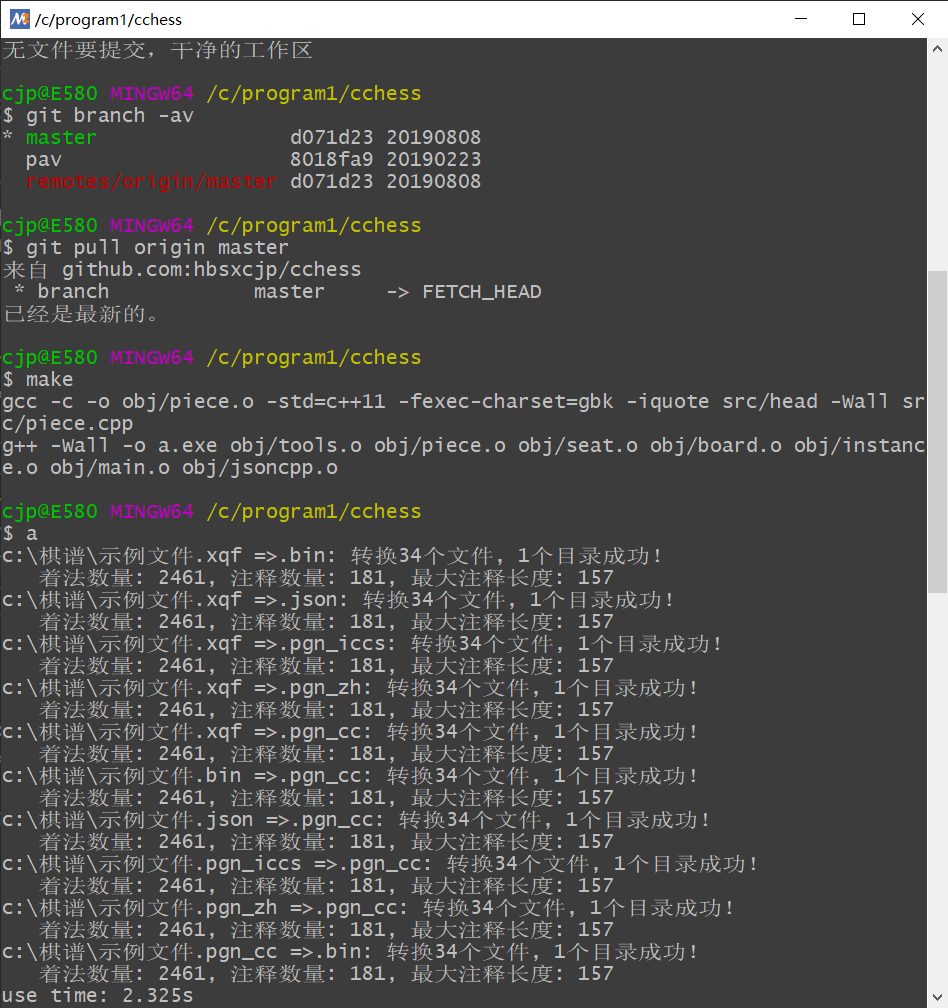 /c/program1/cchess
无文件要提交，干净的工作区
cjp@E580 MINGW64 /c/program1/cchess
$ git branch -av
* master                d071d23 20190808
  pav                   8018fa9 20190223
  remotes/origin/master d071d23 20190808
cjp@E580 MINGW64 /c/program1/cchess
$ git pull origin master
来自 github.com:hbsxcjp/cchess
 * branch            master     -> FETCH_HEAD
已经是最新的。
cjp@E580 MINGW64 /c/program1/cchess
$ make
gcc -c -o obj/piece.o -std=c++11 -fexec-charset=gbk -iquote src/head -Wall sr
c/piece.cpp
g++ -Wall -o a.exe obj/tools.o obj/piece.o obj/seat.o obj/board.o obj/instanc
e.o obj/main.o obj/jsoncpp.o
cjp@E580 MINGW64 /c/program1/cchess
$ a
c:\棋谱\示例文件.xqf =>.bin: 转换34个文件, 1个目录成功!
   着法数量: 2461, 注释数量: 181, 最大注释长度: 157
c:\棋谱\示例文件.xqf =>.json: 转换34个文件, 1个目录成功!
   着法数量: 2461, 注释数量: 181, 最大注释长度: 157
c:\棋谱\示例文件.xqf =>.pgn_iccs: 转换34个文件, 1个目录成功!
   着法数量: 2461, 注释数量: 181, 最大注释长度: 157
c:\棋谱\示例文件.xqf =>.pgn_zh: 转换34个文件, 1个目录成功!
   着法数量: 2461, 注释数量: 181, 最大注释长度: 157
c:\棋谱\示例文件.xqf =>.pgn_cc: 转换34个文件, 1个目录成功!
   着法数量: 2461, 注释数量: 181, 最大注释长度: 157
c:\棋谱\示例文件.bin =>.pgn_cc: 转换34个文件, 1个目录成功!
   着法数量: 2461, 注释数量: 181, 最大注释长度: 157
c:\棋谱\示例文件.json =>.pgn_cc: 转换34个文件, 1个目录成功!
   着法数量: 2461, 注释数量: 181, 最大注释长度: 157
c:\棋谱\示例文件.pgn_iccs =>.pgn_cc: 转换34个文件, 1个目录成功!
   着法数量: 2461, 注释数量: 181, 最大注释长度: 157
c:\棋谱\示例文件.pgn_zh =>.pgn_cc: 转换34个文件, 1个目录成功!
   着法数量: 2461, 注释数量: 181, 最大注释长度: 157
c:\棋谱\示例文件.pgn_cc =>.bin: 转换34个文件, 1个目录成功!
   着法数量: 2461, 注释数量: 181, 最大注释长度: 157
use time: 2.325s